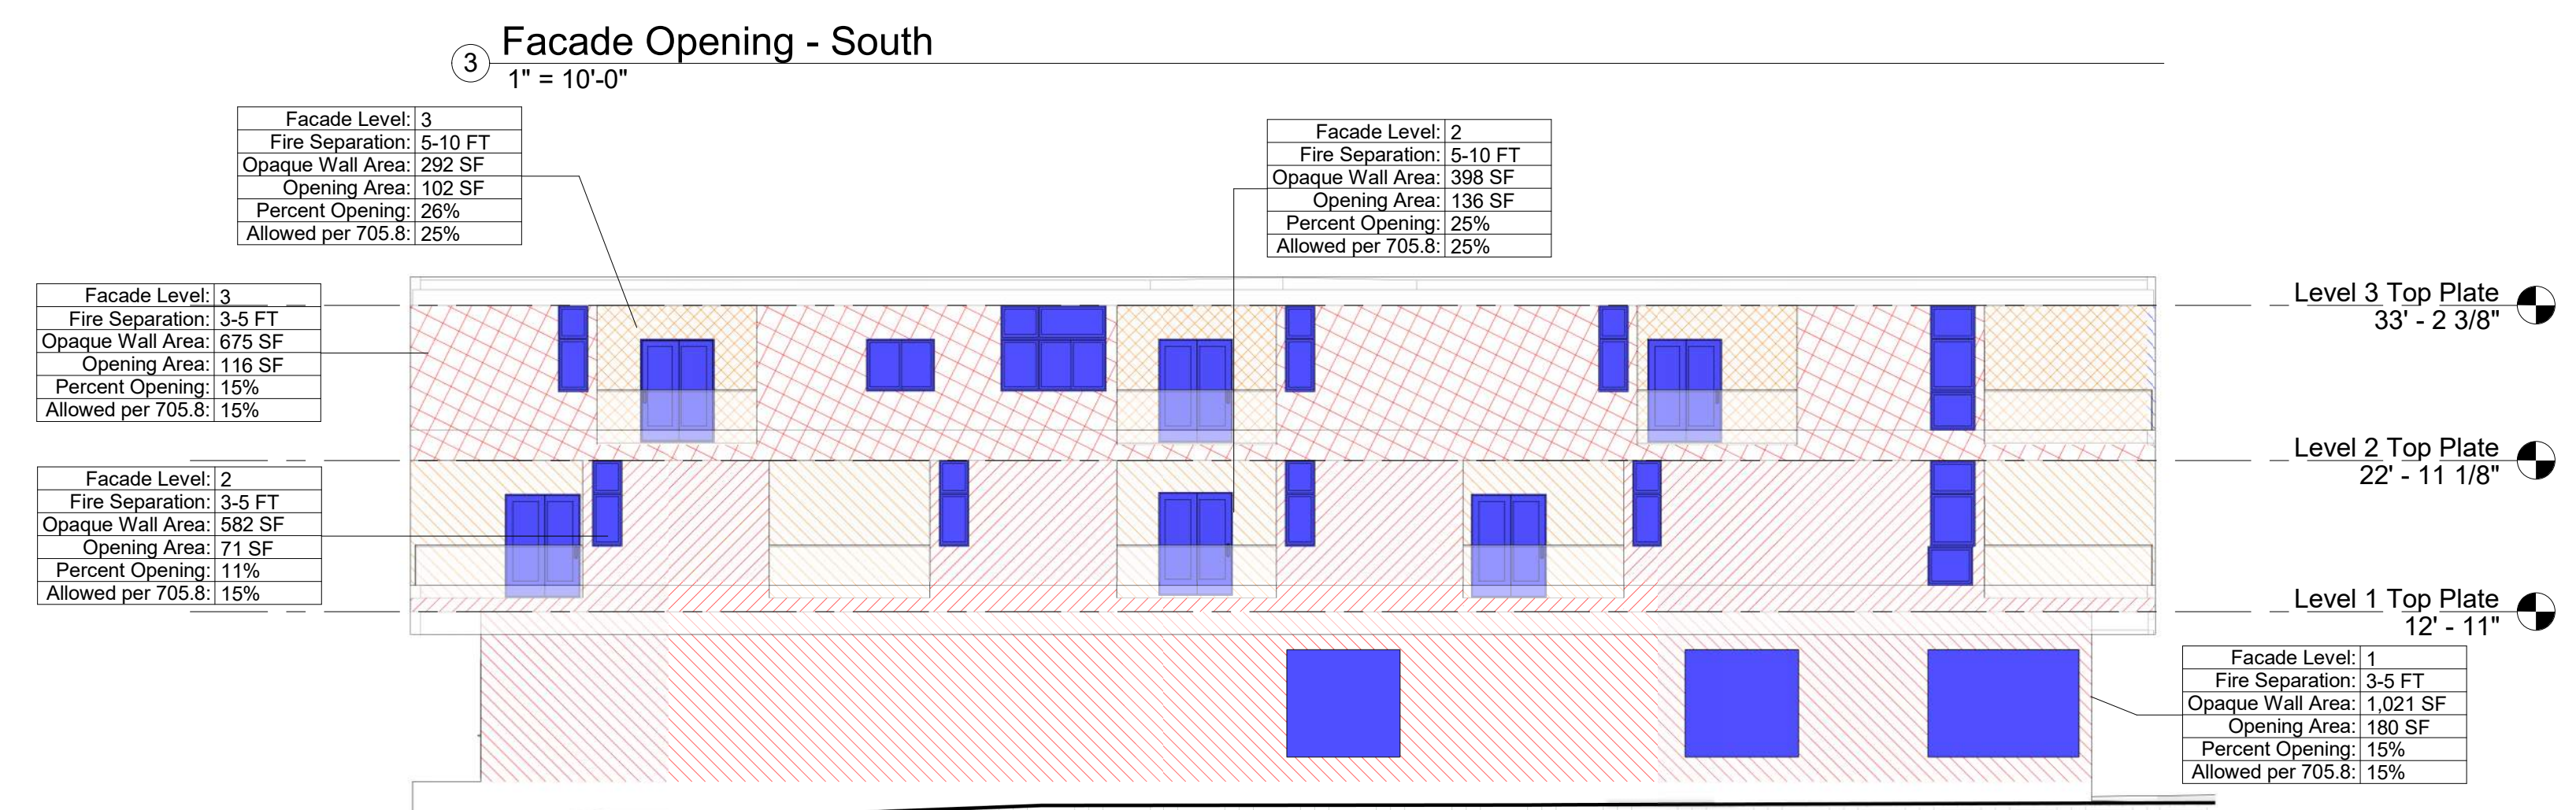 Facade Opening - South
3
1" = 10'-0"
Facade Level: 3
Fire Separation: 5-10 FT
Opaque Wall Area: 292 SF
Opening Area: 102 SF
Percent Opening: 26%
Allowed per 705.8: 25%
Facade Level: 2
Fire Separation: 5-10 FT
Opaque Wall Area: 398 SF
Opening Area: 136 SF
Percent Opening: 25%
Allowed per 705.8: 25%
Facade Level: 3
Fire Separation: 3-5 FT
Opaque Wall Area: 675 SF
Opening Area: 116 SF
Percent Opening: 15%
Allowed per 705.8: 15%
Level 3 Top Plate
33' - 2 3/8"
Level 2 Top Plate
22' - 11 1/8"
Facade Level: 2
Fire Separation: 3-5 FT
Opaque Wall Area: 582 SF
Opening Area: 71 SF
Percent Opening: 11%
Allowed per 705.8: 15%
Level 1 Top Plate
12' - 11"
Facade Level: 1
Fire Separation: 3-5 FT
Opaque Wall Area: 1,021 SF
Opening Area: 180 SF
Percent Opening: 15%
Allowed per 705.8: 15%